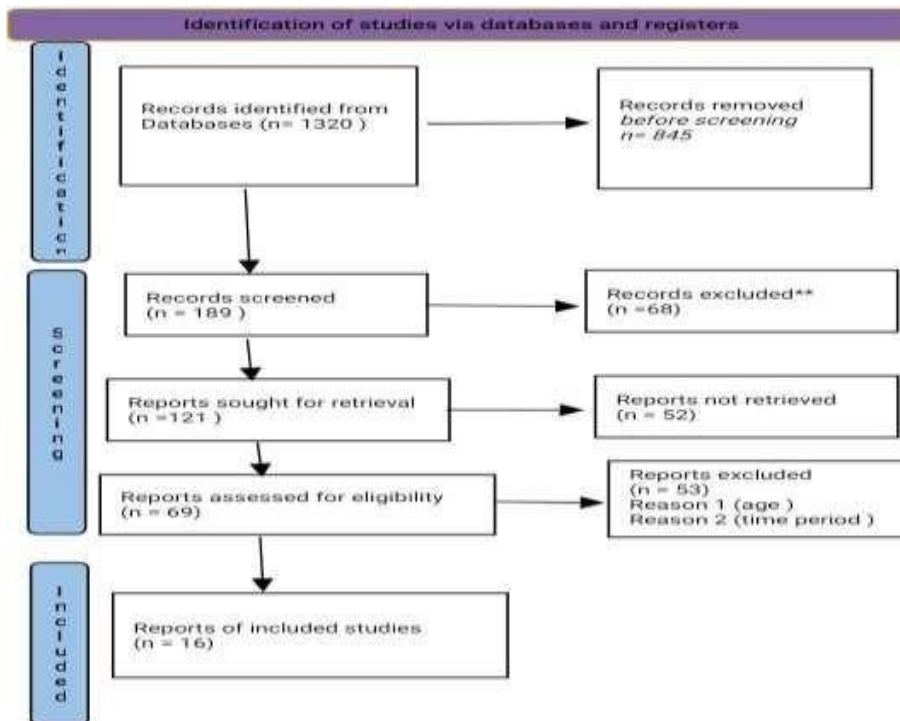 Identification of studies via databases and registers
Identification
Records identified from
Databases (n= 1320 )
Records removed
before screening
n= 845
Screening
Records screened
(n = 189 )
Records excluded**
(n =68)
Reports sought for retrieval
(n =121 )
Reports not retrieved
(n = 52)
Reports assessed for eligibility
(n = 69)
Reports excluded
(n = 53)
Reason 1 (age )
Reason 2 (time period )
Included
Reports of included studies
(n = 16)